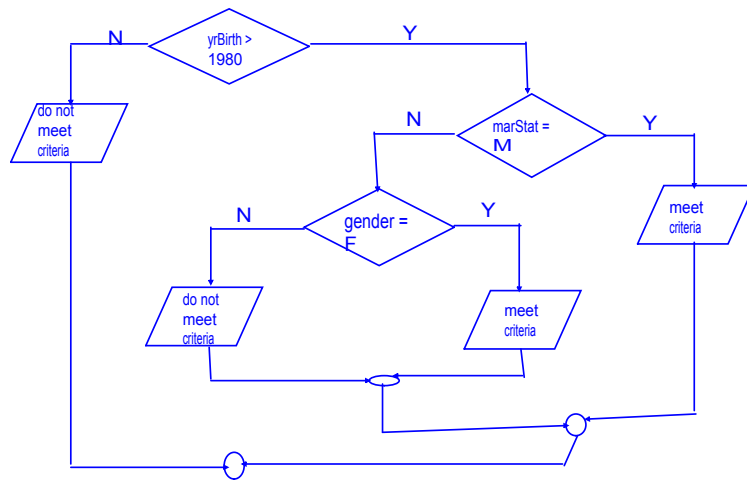 N
yrBirth >
1980
Y
do not
meet
criteria
N
marStat =
M
Y
N
gender =
F
Y
meet
criteria
do not
meet
criteria
meet
criteria